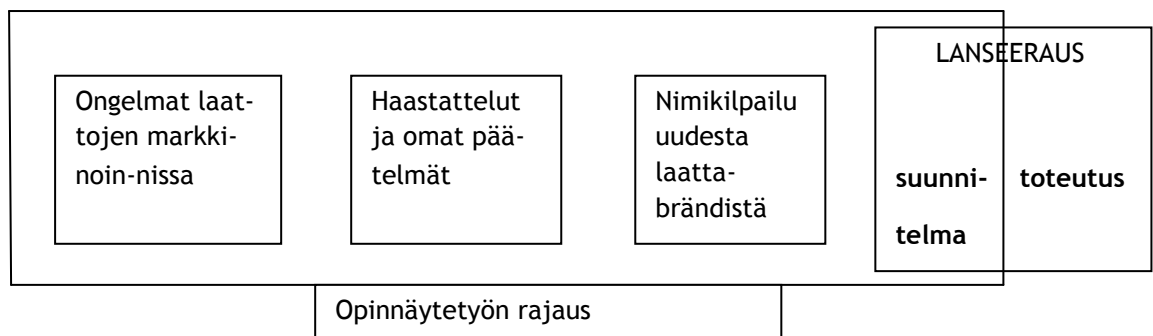 LANSEERAUS
Ongelmat laat-
tojen markki-
noin-nissa
Haastattelut
ja omat pää-
telmät
Nimikilpailu
uudesta
laatta-
brändistä
suunni-
telma
toteutus
Opinnäytetyön rajaus